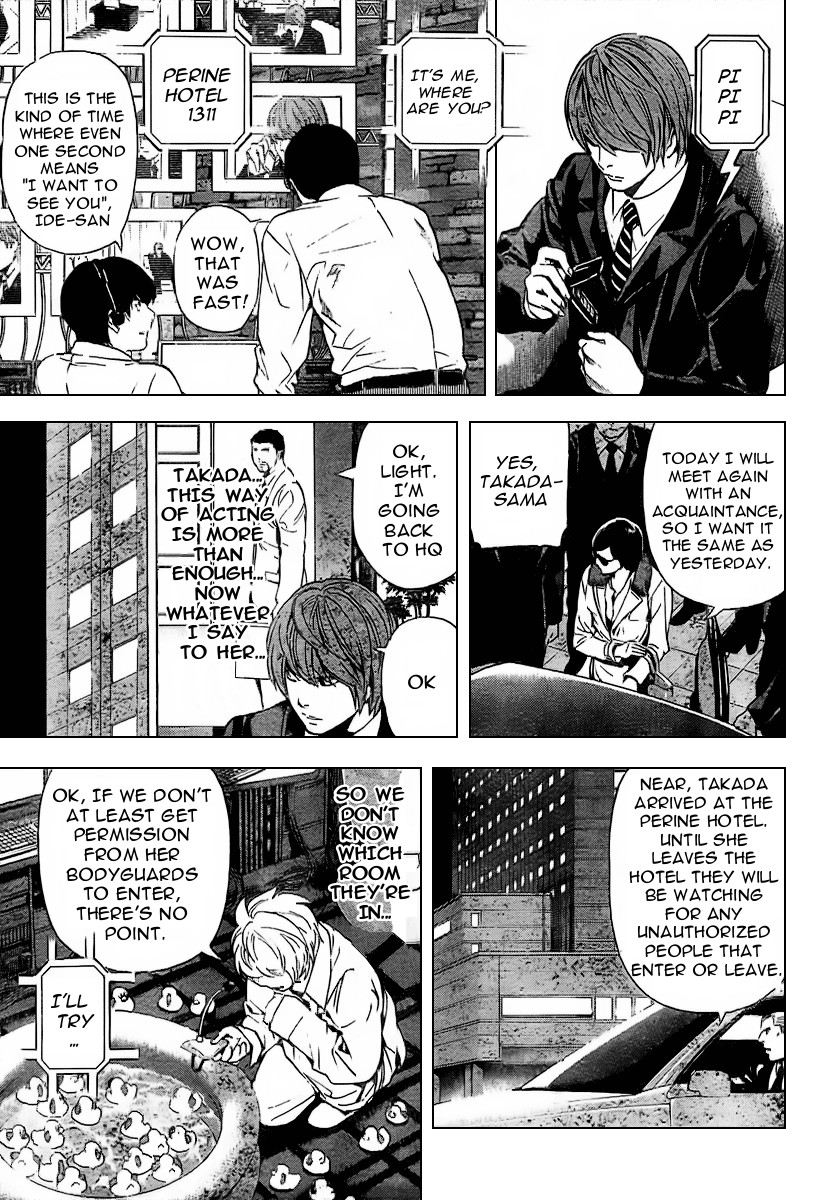 PI
PI
PI
IT'S ME,
WHERE
ARE YOU?
PERINE
HOTEL
1311
WOW,
THAT
WAS
FAST!
THIS IS THE
KIND OF TIME
WHERE EVEN
ONE SECOND
MEANS
"I WANT TO
SEE YOU",
IDE-SAN
TODAY I WILL
MEET AGAIN
WITH AN
ACQUAINTANCE,
SO I WANT IT
THE SAME AS
YESTERDAY.
YES,
TAKADA-
SAMA
OK,
LIGHT.
I'M
GOING
BACK
TO HQ
OK
TAKADA...
THIS WAY
OF ACTING
IS MORE
THAN
ENOUGH...
NOW
WHATEVER
I SAY
TO HER...
NEAR, TAKADA
ARRIVED AT THE
PERINE HOTEL.
UNTIL SHE
LEAVES THE
HOTEL THEY WILL
BE WATCHING
FOR ANY
UNAUTHORIZED
PEOPLE THAT
ENTER OR LEAVE.
SO WE
DON'T
KNOW
WHICH
ROOM
THEY'RE
IN...
OK, IF WE DON'T
AT LEAST GET
PERMISSION
FROM HER
BODYGUARDS
TO ENTER,
THERE'S NO
POINT.
I'LL
TRY
...